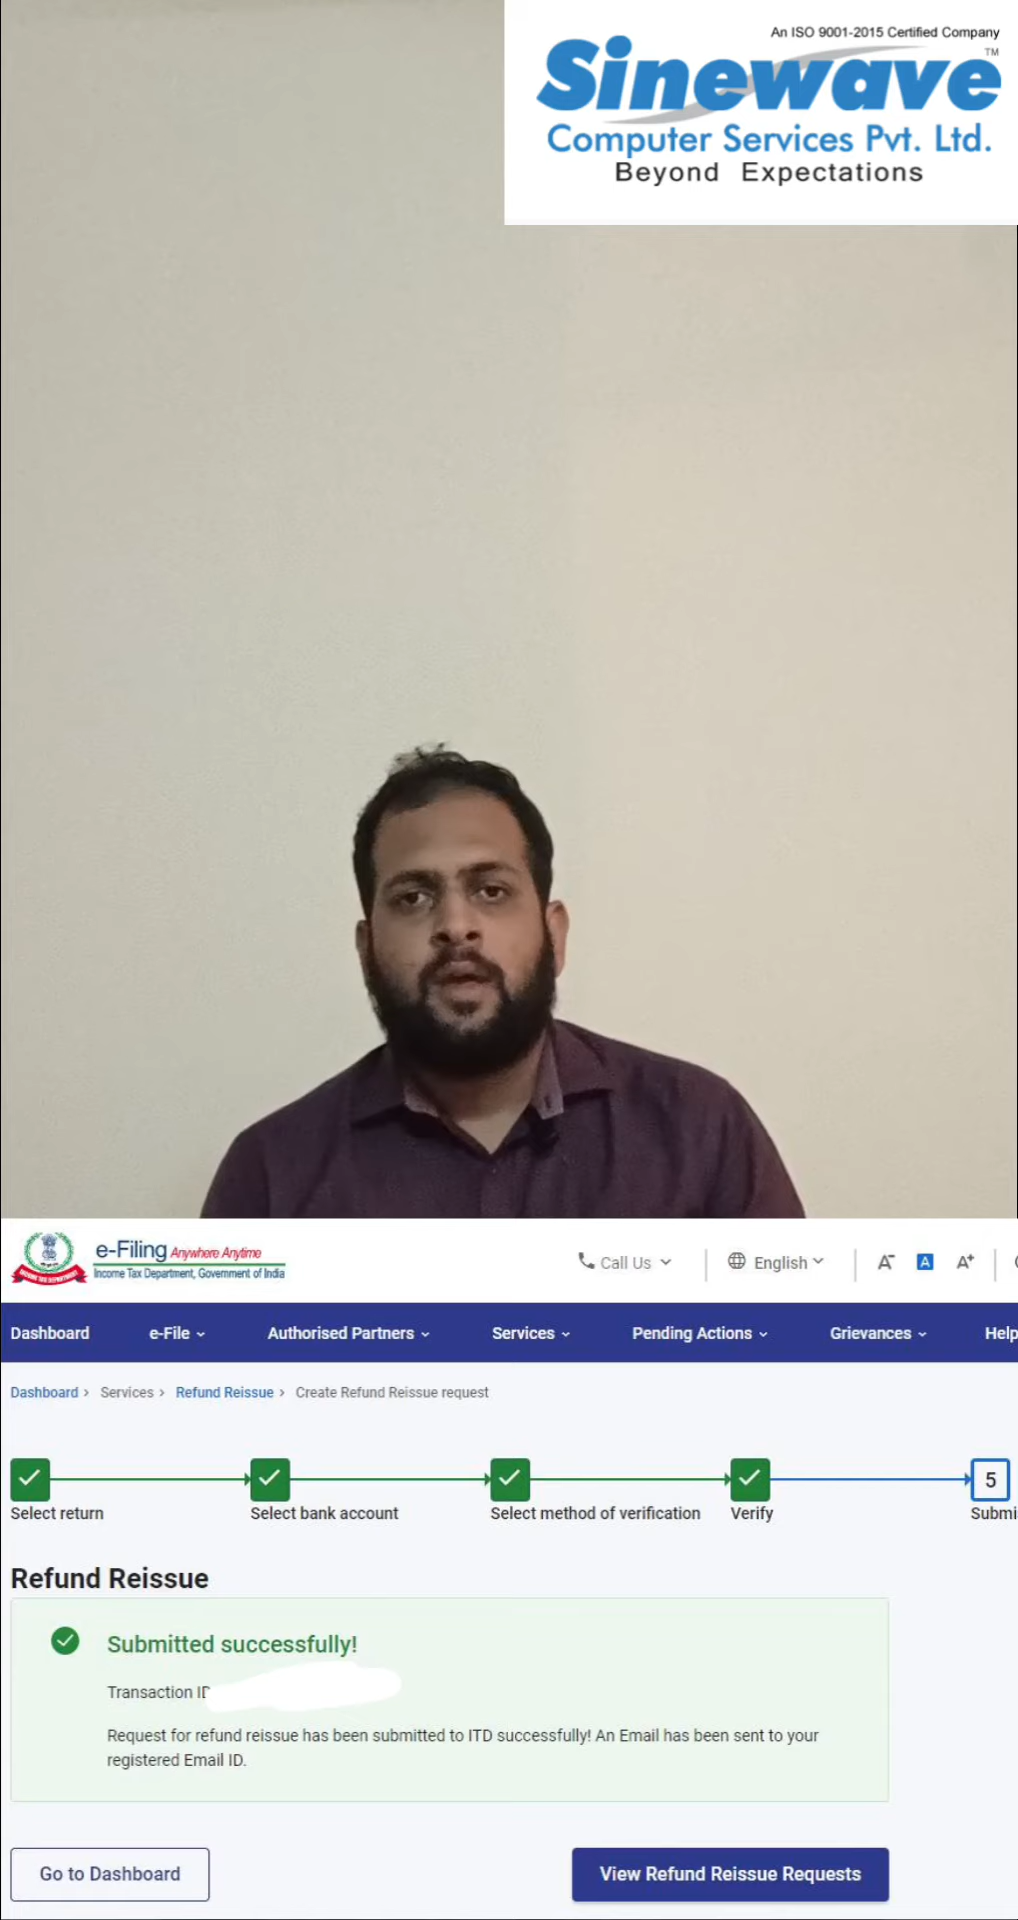 An ISO 9001-2015 Certified Company
Sinewave™
Computer Services Pvt. Ltd.
Beyond Expectations
e-Filing Anywhere Anytime
Income Tax Department, Government of India
Call Us
English
A- A A+
Dashboard e-File Authorised Partners Services Pending Actions Grievances Help
Dashboard > Services > Refund Reissue > Create Refund Reissue request
5
Select return Select bank account Select method of verification Verify Submi
Refund Reissue
Submitted successfully!
Transaction ID
Request for refund reissue has been submitted to ITD successfully! An Email has been sent to your
registered Email ID.
Go to Dashboard View Refund Reissue Requests